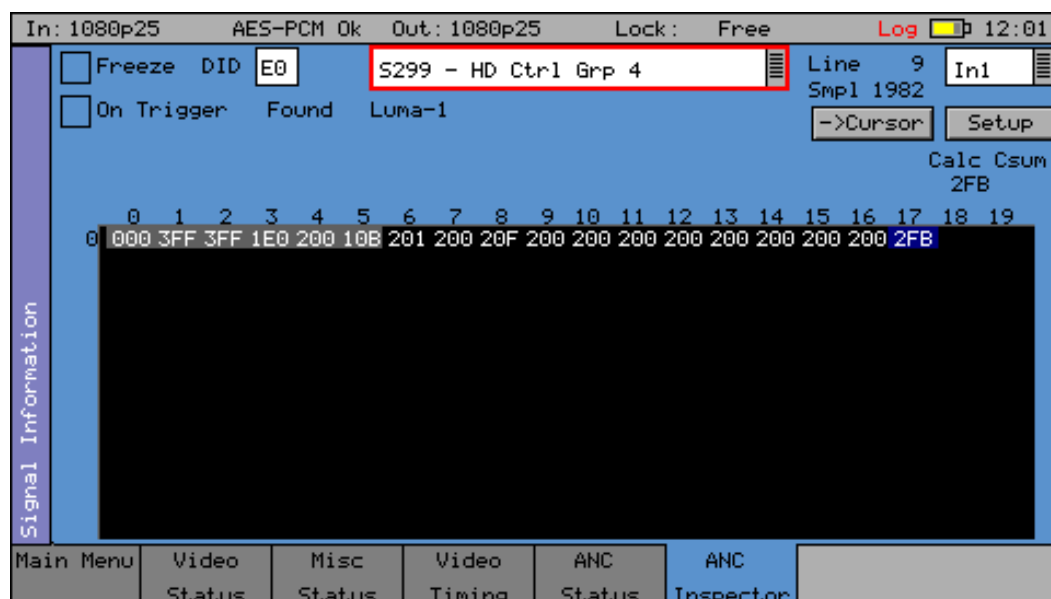 In: 1080p25 AES-PCM Ok Out: 1080p25 Lock: Free Log 12:01
Freeze DID E0 S299 - HD Ctrl Grp 4 Line 9 In1
Smpl 1982
On Trigger Found Luma-1 ->Cursor Setup
Calc Csum
2FB
0 1 2 3 4 5 6 7 8 9 10 11 12 13 14 15 16 17 18 19
0 000 3FF 3FF 1E0 200 10B 201 200 20F 200 200 200 200 200 200 200 200 2FB
Signal Information
Main Menu Video Misc Video ANC ANC
Status Status Timing Status Inspector